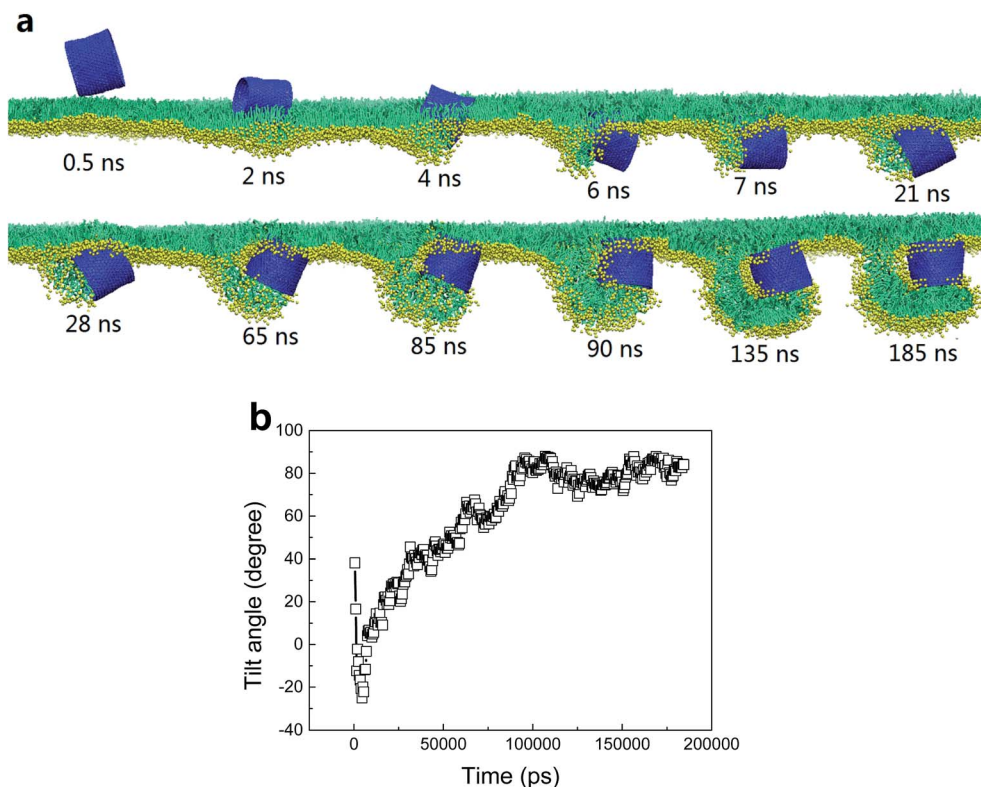 a
0.5 ns
2 ns
4 ns
6 ns
7 ns
21 ns
28 ns
65 ns
85 ns
90 ns
135 ns
185 ns
b
100
80
60
40
20
0
-20
-40
Tilt angle (degree)
0
50000
100000
150000
200000
Time (ps)